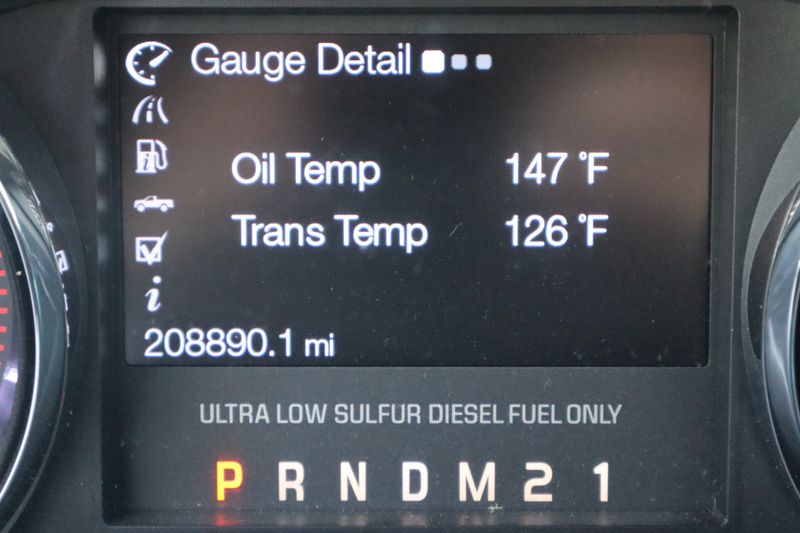 Gauge Detail
Oil Temp 147 °F
Trans Temp 126 °F
i
208890.1 mi
ULTRA LOW SULFUR DIESEL FUEL ONLY
P R N D M 2 1